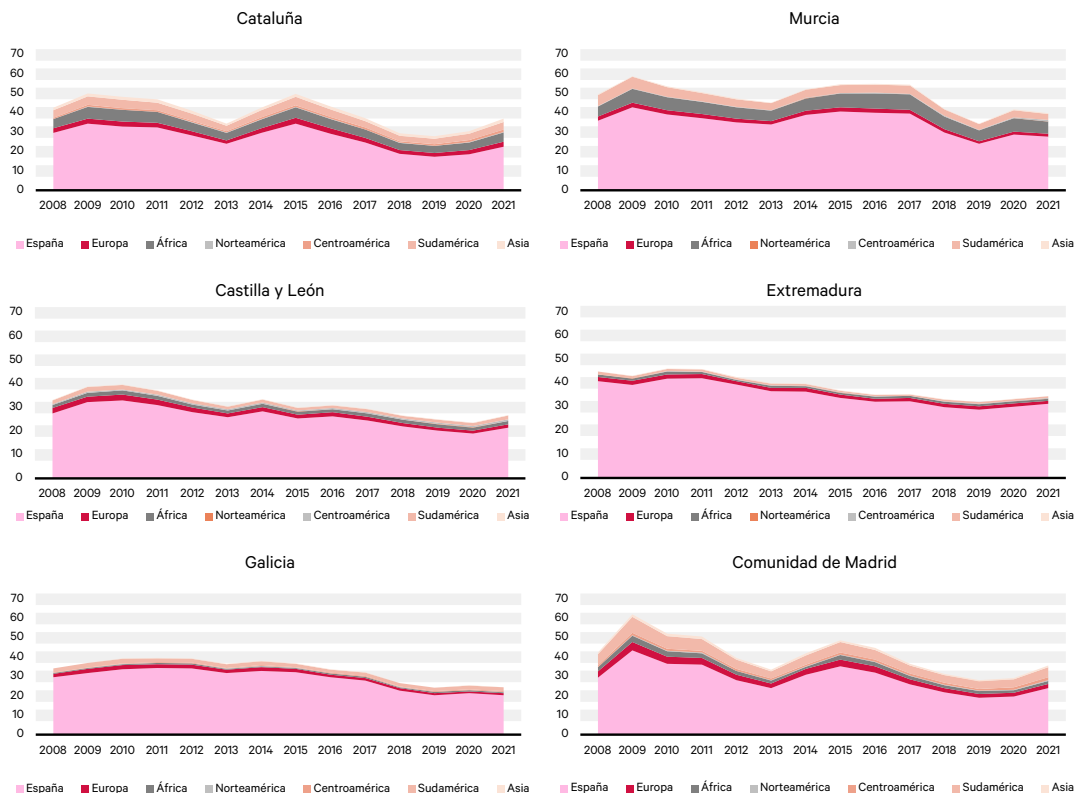 Cataluña
70
60
50
40
30
20
10
0
2008 2009 2010 2011 2012 2013 2014 2015 2016 2017 2018 2019 2020 2021
España Europa África Norteamérica Centroamérica Sudamérica Asia
Murcia
70
60
50
40
30
20
10
0
2008 2009 2010 2011 2012 2013 2014 2015 2016 2017 2018 2019 2020 2021
España Europa África Norteamérica Centroamérica Sudamérica Asia
Castilla y León
70
60
50
40
30
20
10
0
2008 2009 2010 2011 2012 2013 2014 2015 2016 2017 2018 2019 2020 2021
España Europa África Norteamérica Centroamérica Sudamérica Asia
Extremadura
70
60
50
40
30
20
10
0
2008 2009 2010 2011 2012 2013 2014 2015 2016 2017 2018 2019 2020 2021
España Europa África Norteamérica Centroamérica Sudamérica Asia
Galicia
70
60
50
40
30
20
10
0
2008 2009 2010 2011 2012 2013 2014 2015 2016 2017 2018 2019 2020 2021
España Europa África Norteamérica Centroamérica Sudamérica Asia
Comunidad de Madrid
70
60
50
40
30
20
10
0
2008 2009 2010 2011 2012 2013 2014 2015 2016 2017 2018 2019 2020 2021
España Europa África Norteamérica Centroamérica Sudamérica Asia